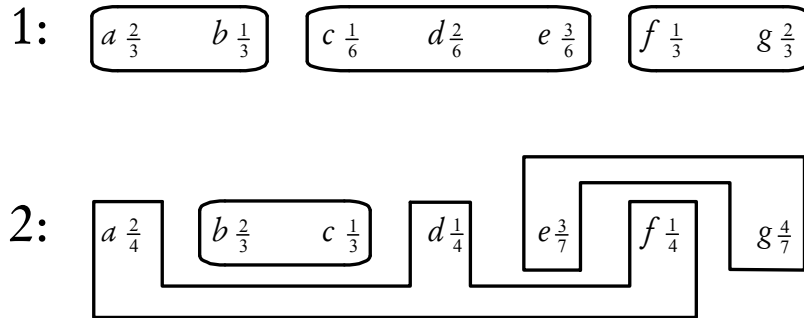 1: a 2/3 b 1/3 c 1/6 d 2/6 e 3/6 f 1/3 g 2/3
2: a 2/4 b 2/3 c 1/3 d 1/4 e 3/7 f 1/4 g 4/7